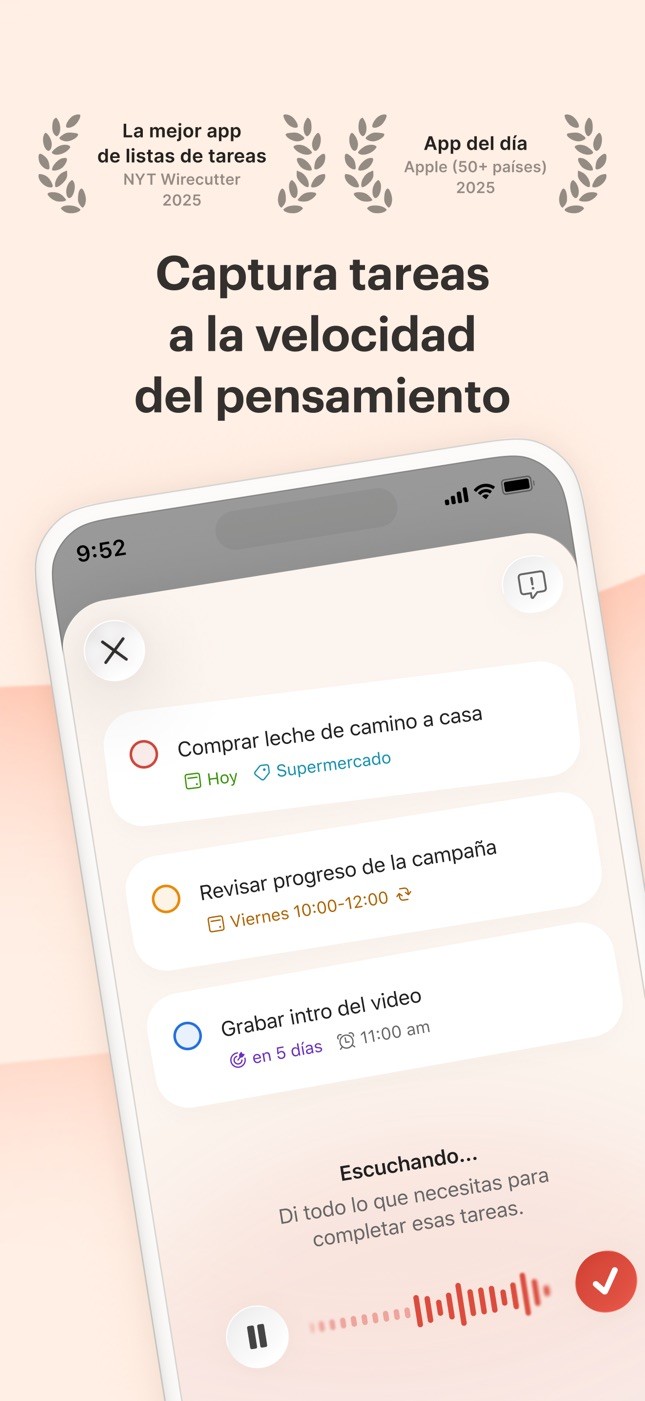 La mejor app
de listas de tareas
NYT Wirecutter
2025
App del día
Apple (50+ países)
2025
Captura tareas
a la velocidad
del pensamiento
9:52
Comprar leche de camino a casa
Hoy Supermercado
Revisar progreso de la campaña
Viernes 10:00-12:00
Grabar intro del video
en 5 días 11:00 am
Escuchando...
Di todo lo que necesitas para
completar esas tareas.